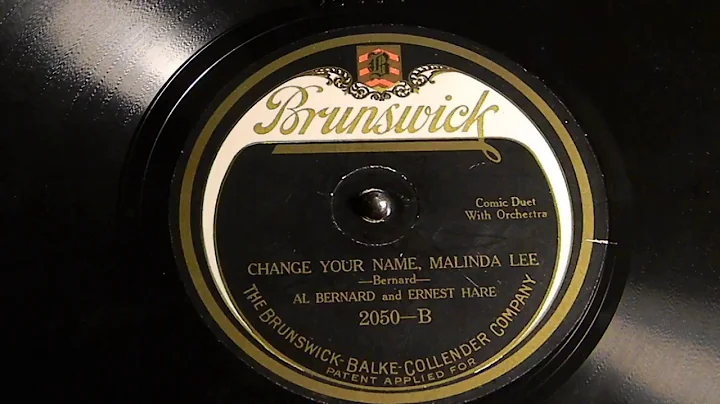 B
Brunswick
Comic Duet
With Orchestra
CHANGE YOUR NAME, MALINDA LEE
—Bernard—
AL BERNARD and ERNEST HARE
2050—B
THE BRUNSWICK-BALKE-COLLENDER COMPANY
PATENT APPLIED FOR